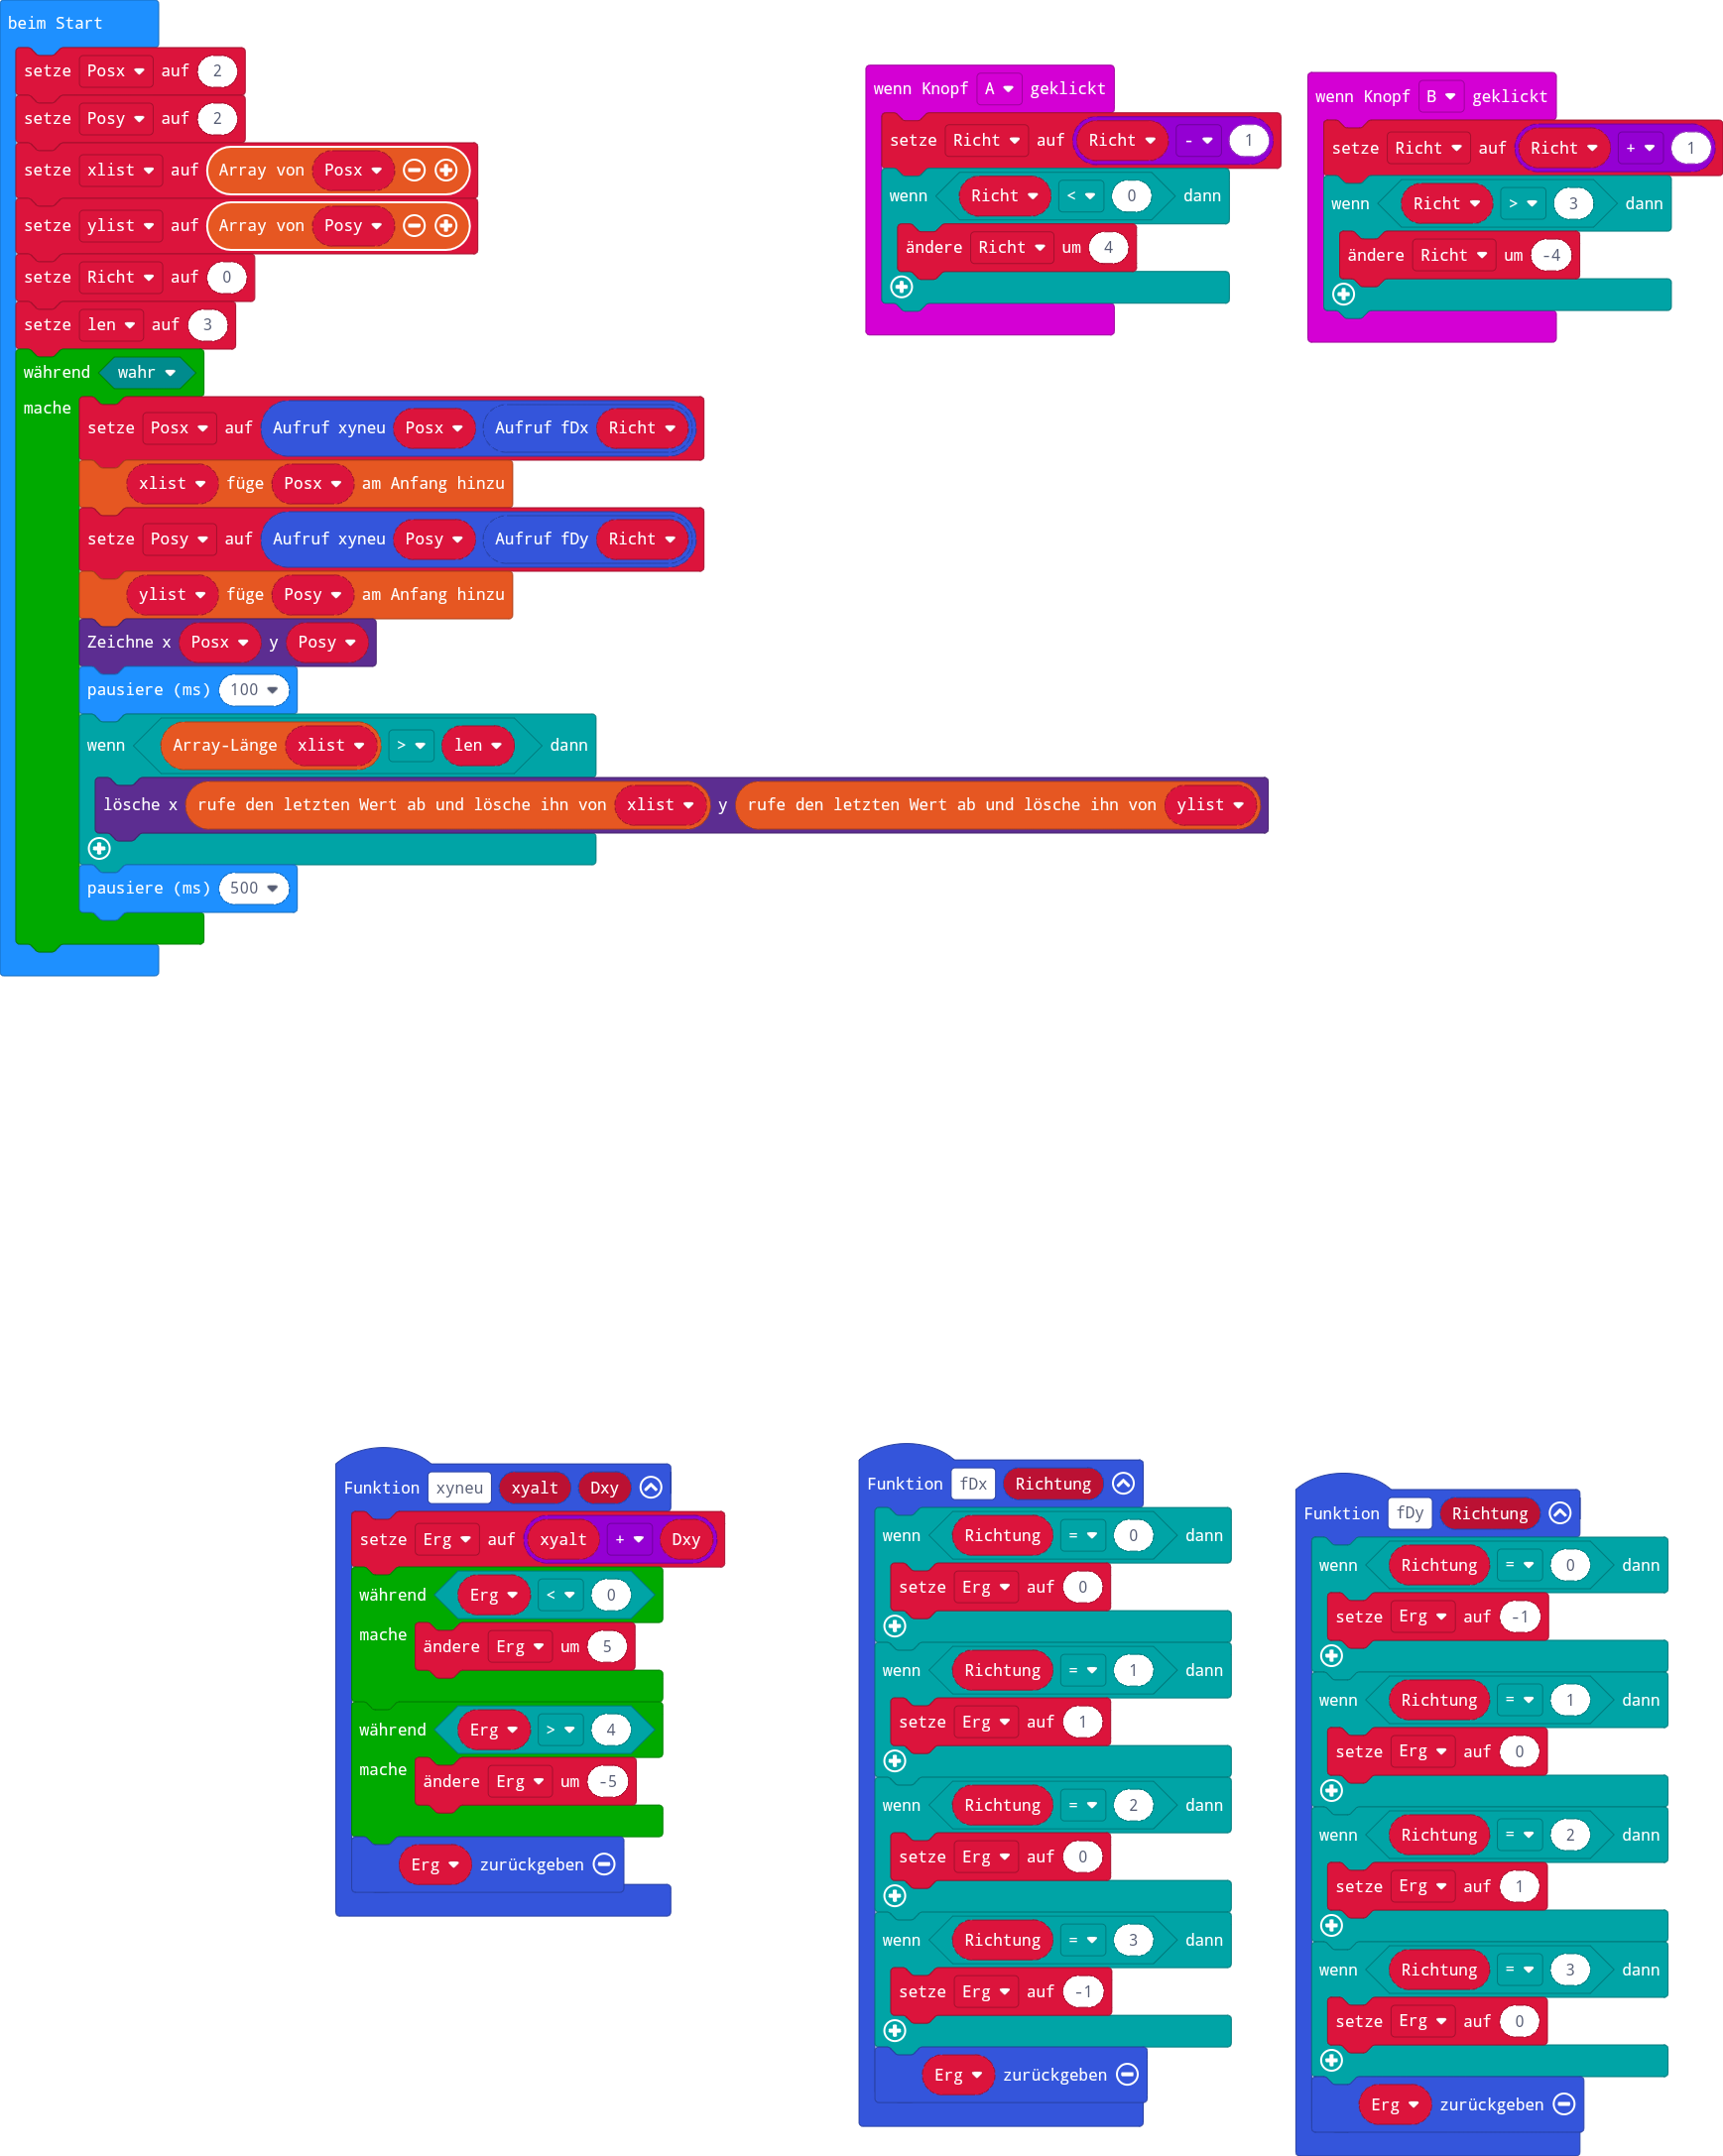 beim Start
setze Posx auf 2
setze Posy auf 2
setze xlist auf Array von Posx
setze ylist auf Array von Posy
setze Richt auf 0
setze len auf 3
während wahr
mache
setze Posx auf Aufruf xyneu Posx Aufruf fDx Richt
xlist füge Posx am Anfang hinzu
setze Posy auf Aufruf xyneu Posy Aufruf fDy Richt
ylist füge Posy am Anfang hinzu
Zeichne x Posx y Posy
pausiere (ms) 100
wenn Array-Länge xlist > len dann
lösche x rufe den letzten Wert ab und lösche ihn von xlist y rufe den letzten Wert ab und lösche ihn von ylist
pausiere (ms) 500
wenn Knopf A geklickt
setze Richt auf Richt - 1
wenn Richt < 0 dann
ändere Richt um 4
wenn Knopf B geklickt
setze Richt auf Richt + 1
wenn Richt > 3 dann
ändere Richt um -4
Funktion xyneu xyalt Dxy
setze Erg auf xyalt + Dxy
während Erg < 0
mache ändere Erg um 5
während Erg > 4
mache ändere Erg um -5
Erg zurückgeben
Funktion fDx Richtung
wenn Richtung = 0 dann
setze Erg auf 0
wenn Richtung = 1 dann
setze Erg auf 1
wenn Richtung = 2 dann
setze Erg auf 0
wenn Richtung = 3 dann
setze Erg auf -1
Erg zurückgeben
Funktion fDy Richtung
wenn Richtung = 0 dann
setze Erg auf -1
wenn Richtung = 1 dann
setze Erg auf 0
wenn Richtung = 2 dann
setze Erg auf 1
wenn Richtung = 3 dann
setze Erg auf 0
Erg zurückgeben